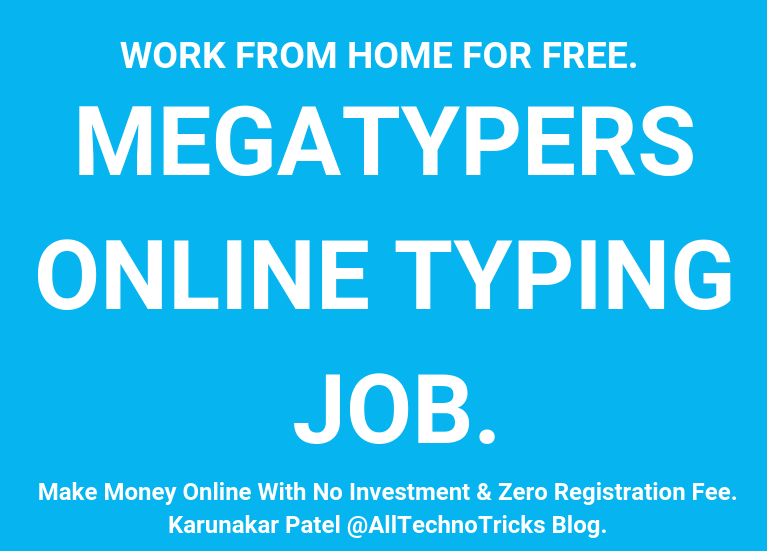 WORK FROM HOME FOR FREE.
MEGATYPERS
ONLINE TYPING
JOB.
Make Money Online With No Investment & Zero Registration Fee.
Karunakar Patel @AllTechnoTricks Blog.